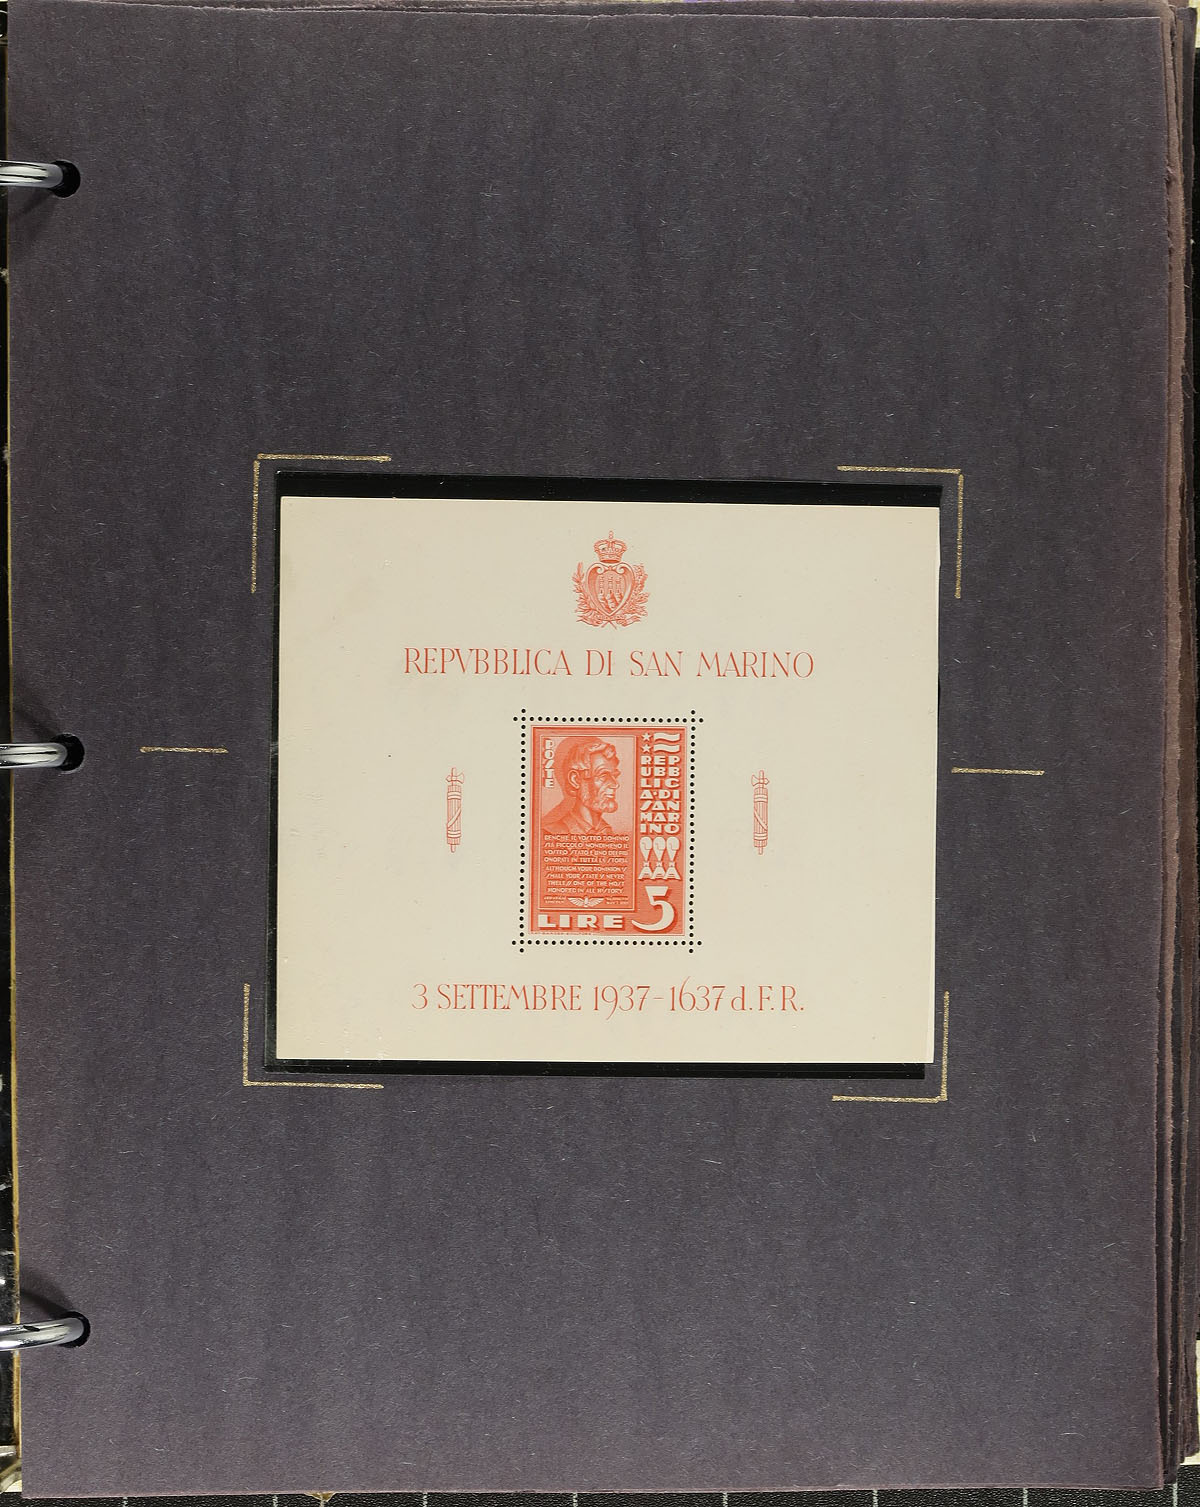 REPVBBLICA DI SAN MARINO
POSTE
REPUBBLICA·DI SAN MARINO
BENCHE IL VOSTRO DOMINIO
SIA PICCOLO NONDIMENO IL
VOSTRO STATO È UNO DEI PIÙ
ONORATI IN TUTTA LA STORIA
ALTHOUGH YOUR DOMINION IS
SMALL YOUR STATE IS NEVER
THELESS ONE OF THE MOST
HONORED IN ALL HISTORY
LIRE 5
3 SETTEMBRE 1937-1637 d. F. R.